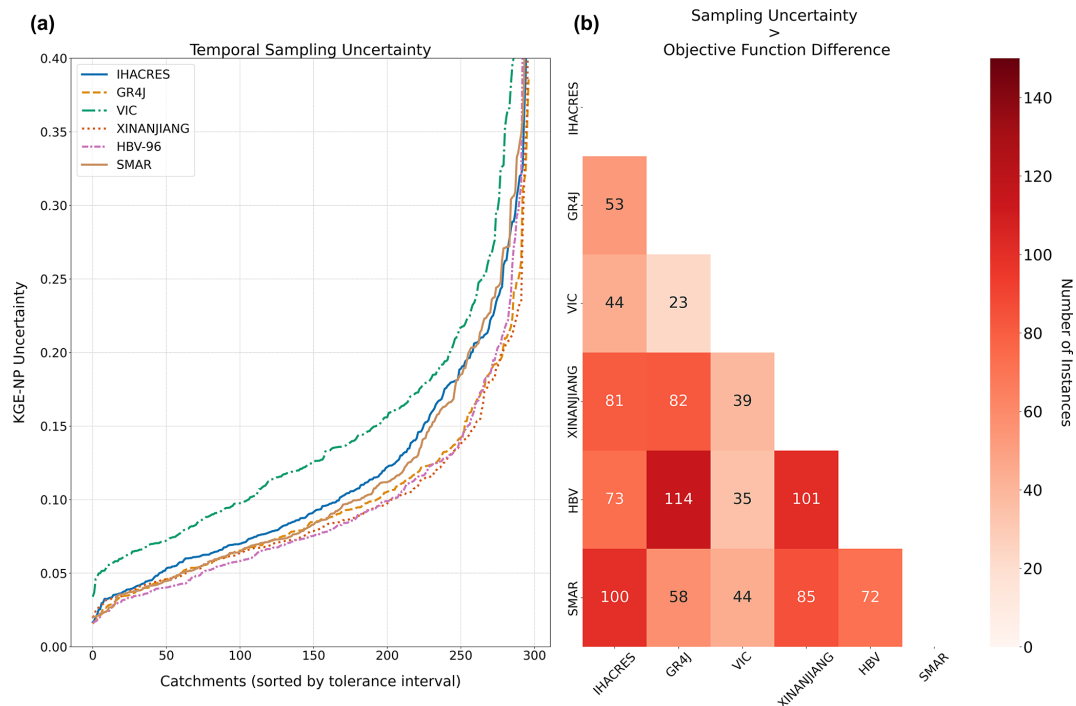 (a)
Temporal Sampling Uncertainty
0.40
0.35
0.30
0.25
0.20
0.15
0.10
0.05
0.00
KGE-NP Uncertainty
IHACRES
GR4J
VIC
XINANJIANG
HBV-96
SMAR
0 50 100 150 200 250 300
Catchments (sorted by tolerance interval)
(b)
Sampling Uncertainty
>
Objective Function Difference
IHACRES
GR4J
53
VIC
44 23
XINANJIANG
81 82 39
HBV
73 114 35 101
SMAR
100 58 44 85 72
IHACRES GR4J VIC XINANJIANG HBV SMAR
140
120
100
80
60
40
20
0
Number of Instances